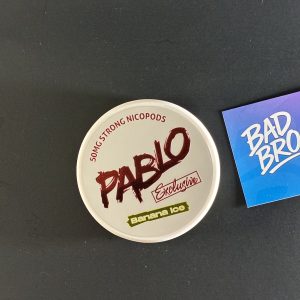 50MG STRONG NICOPODS
PABLO
Exclusive
Banana Ice
BAD
BRO